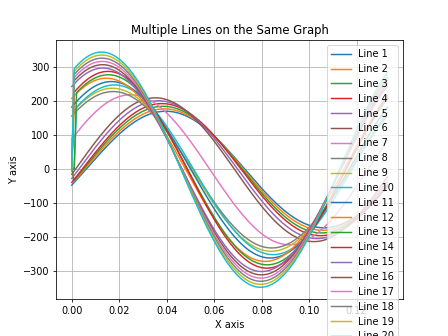 Multiple Lines on the Same Graph
Y axis
300
200
100
0
−100
−200
−300
0.00
0.02
0.04
0.06
0.08
0.10
X axis
Line 1
Line 2
Line 3
Line 4
Line 5
Line 6
Line 7
Line 8
Line 9
Line 10
Line 11
Line 12
Line 13
Line 14
Line 15
Line 16
Line 17
Line 18
Line 19
Line 20